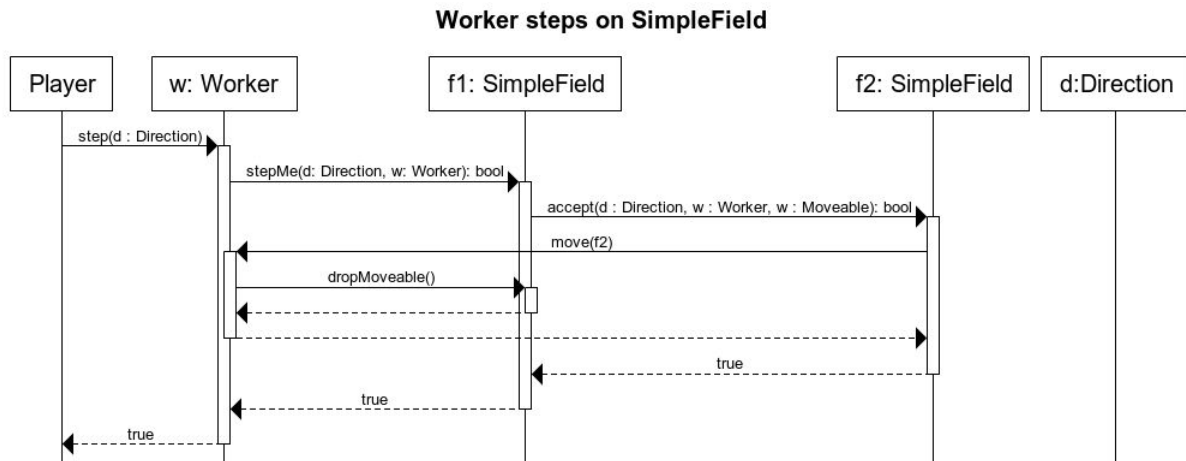 Worker steps on SimpleField
Player
w: Worker
f1: SimpleField
f2: SimpleField
d:Direction
step(d : Direction)
stepMe(d: Direction, w: Worker): bool
accept(d : Direction, w : Worker, w : Moveable): bool
move(f2)
dropMoveable()
true
true
true